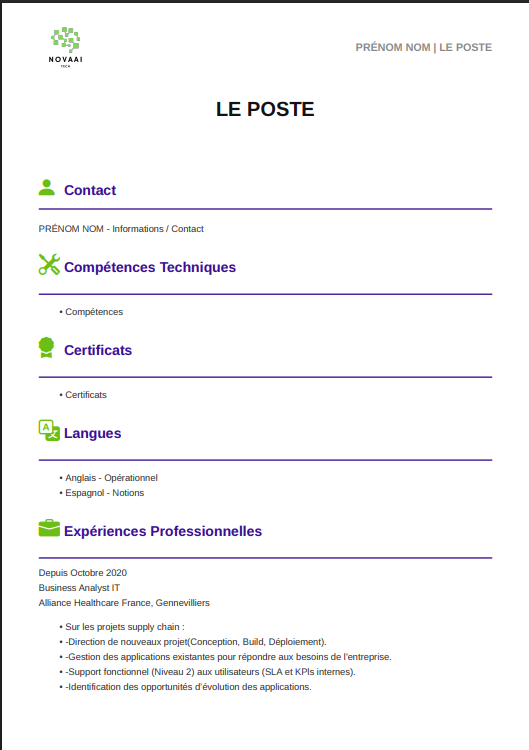 NOVAAI
TECH
PRÉNOM NOM | LE POSTE
LE POSTE
Contact
PRÉNOM NOM - Informations / Contact
Compétences Techniques
• Compétences
Certificats
• Certificats
A
Langues
• Anglais - Opérationnel
• Espagnol - Notions
Expériences Professionnelles
Depuis Octobre 2020
Business Analyst IT
Alliance Healthcare France, Gennevilliers
• Sur les projets supply chain :
• -Direction de nouveaux projet(Conception, Build, Déploiement).
• -Gestion des applications existantes pour répondre aux besoins de l'entreprise.
• -Support fonctionnel (Niveau 2) aux utilisateurs (SLA et KPIs internes).
• -Identification des opportunités d'évolution des applications.